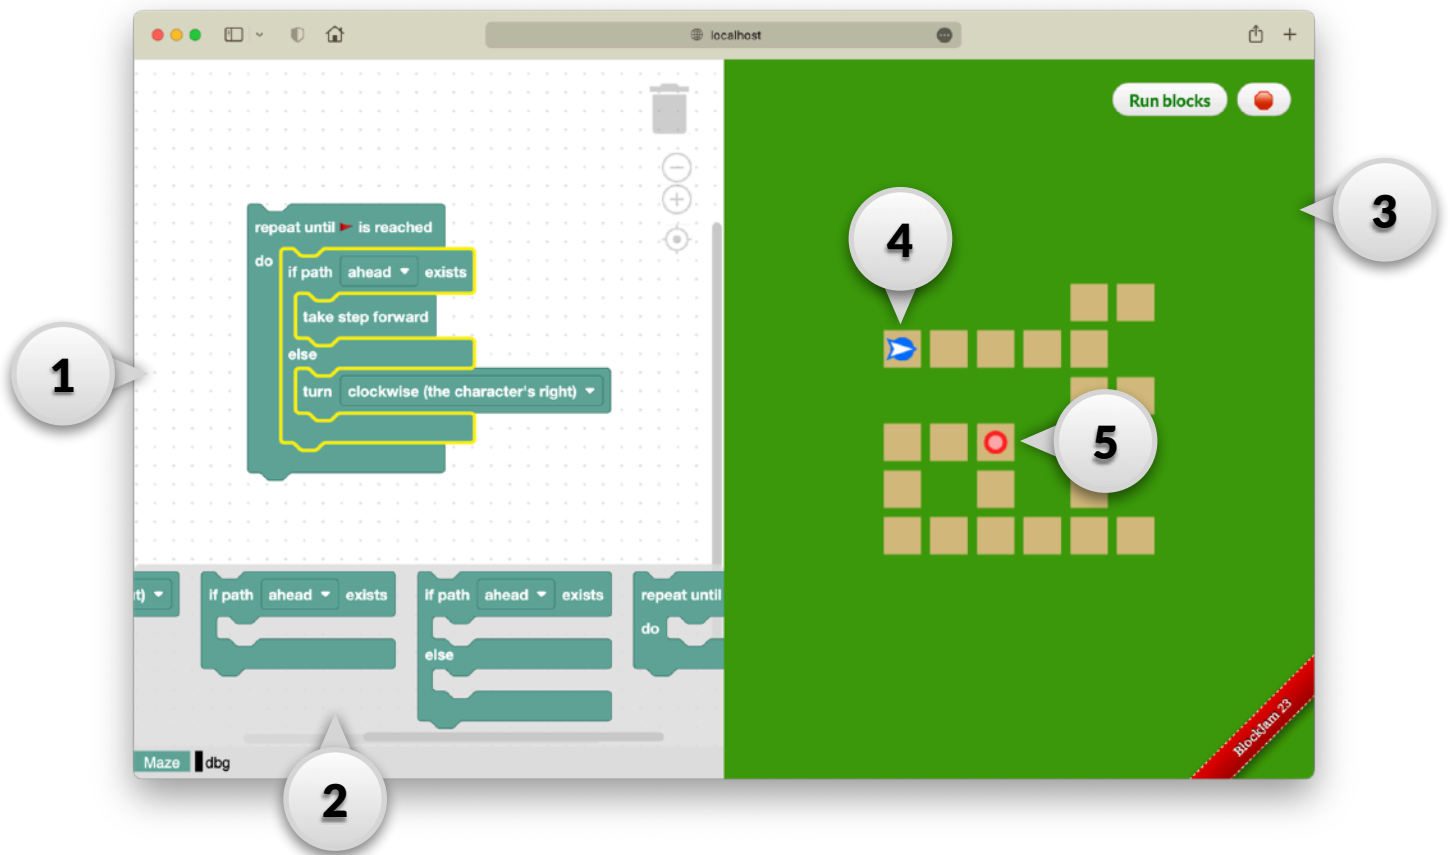 localhost
Run blocks
repeat until is reached
do
if path ahead exists
take step forward
else
turn clockwise (the character's right)
1
2
3
4
5
t)
if path ahead exists
if path ahead exists
else
repeat until
do
Maze
dbg
BlockJam 23